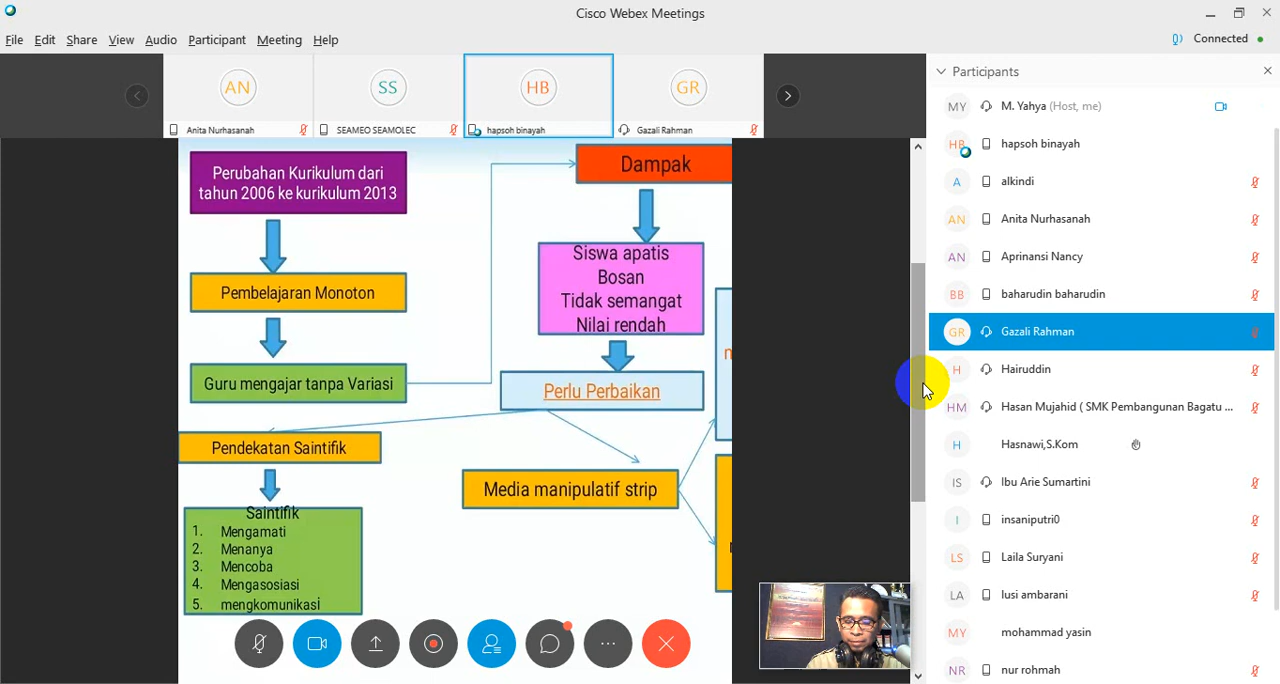 Cisco Webex Meetings
File Edit Share View Audio Participant Meeting Help
Connected
AN
Anita Nurhasanah
SS
SEAMEO SEAMOLEC
HB
hapsoh binayah
GR
Gazali Rahman
Perubahan Kurikulum dari
tahun 2006 ke kurikulum 2013
Pembelajaran Monoton
Guru mengajar tanpa Variasi
Dampak
Siswa apatis
Bosan
Tidak semangat
Nilai rendah
Perlu Perbaikan
Pendekatan Saintifik
Saintifik
1. Mengamati
2. Menanya
3. Mencoba
4. Mengasosiasi
5. mengkomunikasi
Media manipulatif strip
Participants
MY M. Yahya (Host, me)
HB hapsoh binayah
A alkindi
AN Anita Nurhasanah
AN Aprinansi Nancy
BB baharudin baharudin
GR Gazali Rahman
H Hairuddin
HM Hasan Mujahid ( SMK Pembangunan Bagatu ...
H Hasnawi,S.Kom
IS Ibu Arie Sumartini
I insaniputri0
LS Laila Suryani
LA lusi ambarani
MY mohammad yasin
NR nur rohmah